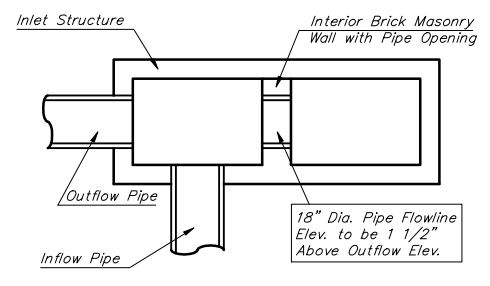 Inlet Structure
Interior Brick Masonry
Wall with Pipe Opening
Outflow Pipe
18" Dia. Pipe Flowline
Elev. to be 1 1/2"
Above Outflow Elev.
Inflow Pipe